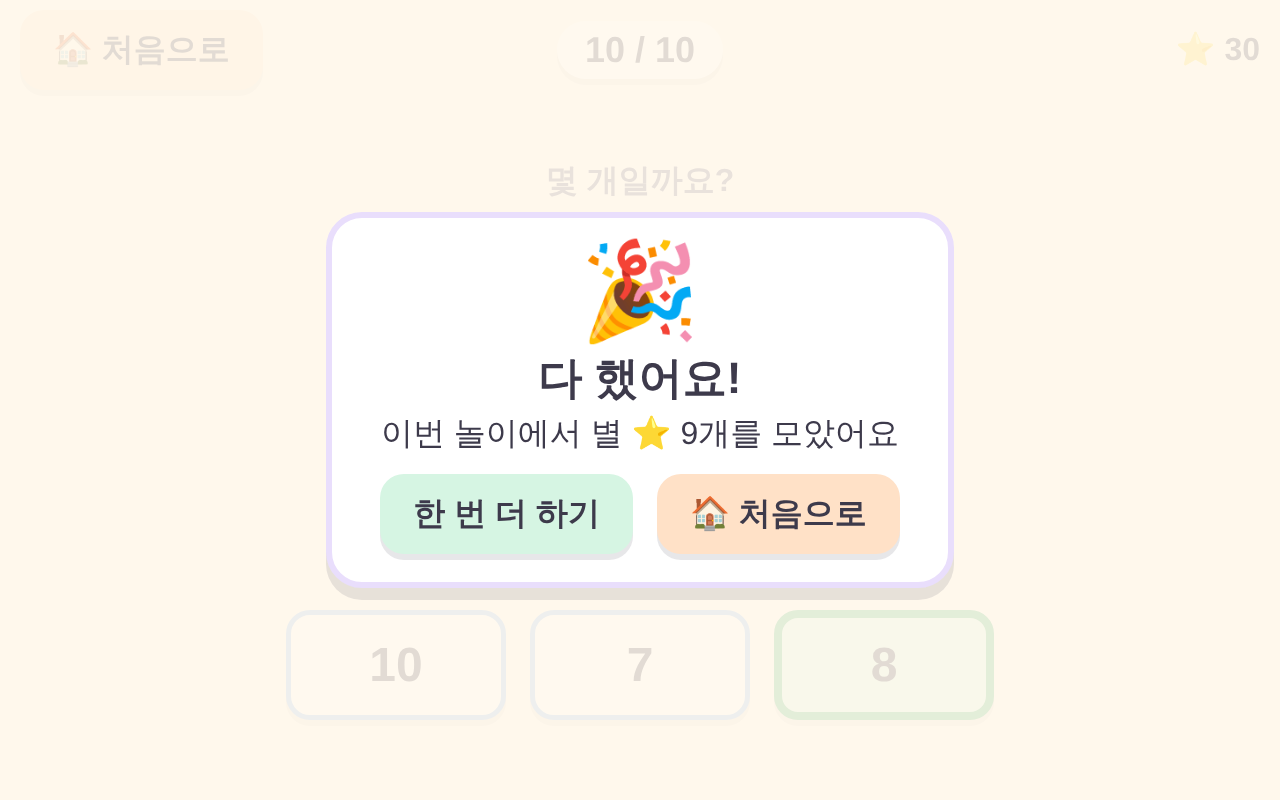 🏠 처음으로
10 / 10
⭐ 30
몇 개일까요?
다 했어요!
이번 놀이에서 별 ⭐ 9개를 모았어요
한 번 더 하기
🏠 처음으로
10
7
8